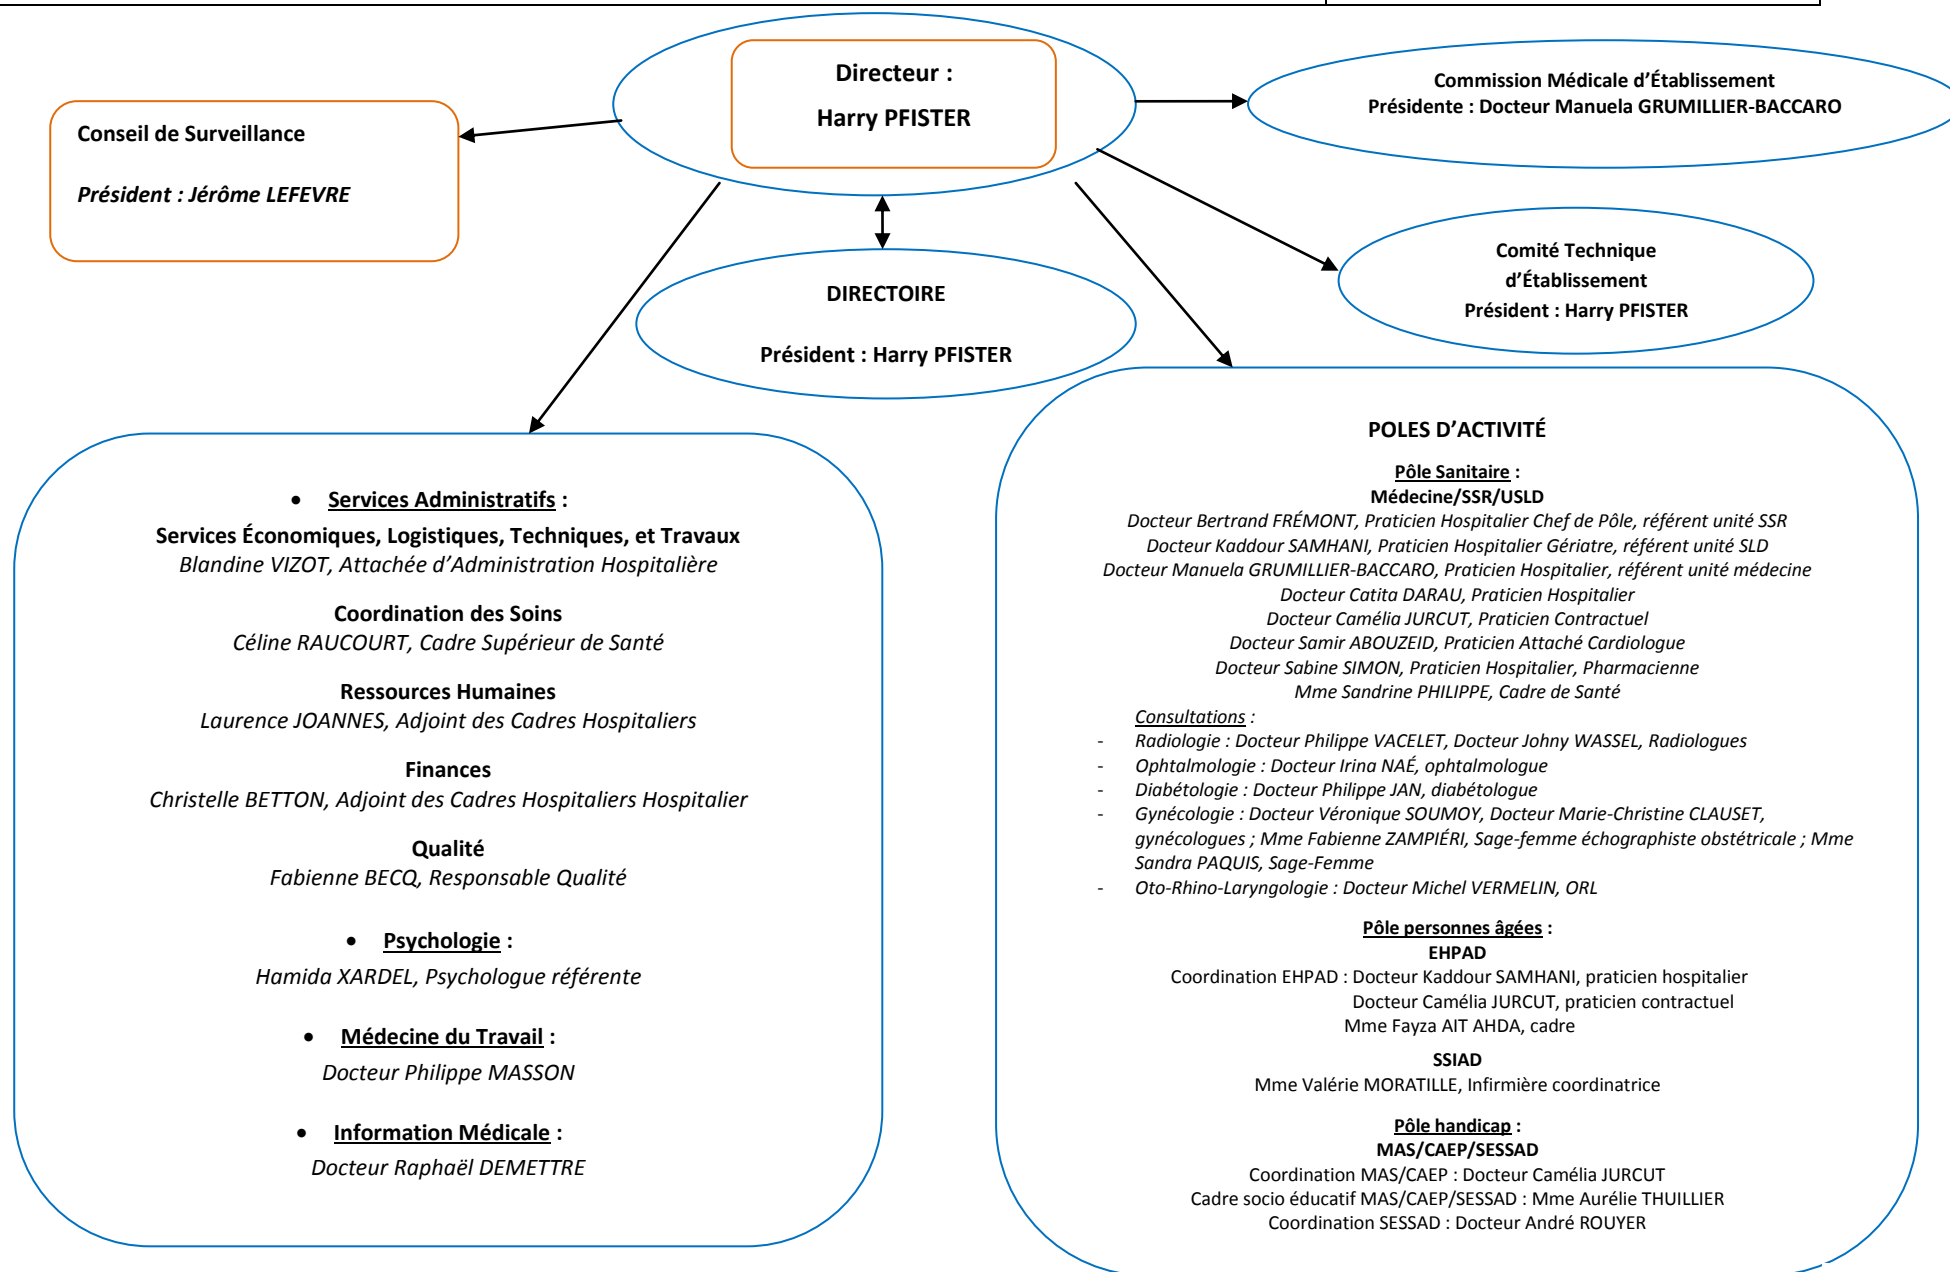 Directeur :
Harry PFISTER
Commission Médicale d’Établissement
Présidente : Docteur Manuela GRUMILLIER-BACCARO
Conseil de Surveillance
Président : Jérôme LEFEVRE
Comité Technique
d’Établissement
Président : Harry PFISTER
DIRECTOIRE
Président : Harry PFISTER
• Services Administratifs :
Services Économiques, Logistiques, Techniques, et Travaux
Blandine VIZOT, Attachée d’Administration Hospitalière
Coordination des Soins
Céline RAUCOURT, Cadre Supérieur de Santé
Ressources Humaines
Laurence JOANNES, Adjoint des Cadres Hospitaliers
Finances
Christelle BETTON, Adjoint des Cadres Hospitaliers Hospitalier
Qualité
Fabienne BECQ, Responsable Qualité
• Psychologie :
Hamida XARDEL, Psychologue référente
• Médecine du Travail :
Docteur Philippe MASSON
• Information Médicale :
Docteur Raphaël DEMETTRE
POLES D’ACTIVITÉ
Pôle Sanitaire :
Médecine/SSR/USLD
Docteur Bertrand FRÉMONT, Praticien Hospitalier Chef de Pôle, référent unité SSR
Docteur Kaddour SAMHANI, Praticien Hospitalier Gériatre, référent unité SLD
Docteur Manuela GRUMILLIER-BACCARO, Praticien Hospitalier, référent unité médecine
Docteur Catita DARAU, Praticien Hospitalier
Docteur Camélia JURCUT, Praticien Contractuel
Docteur Samir ABOUZEID, Praticien Attaché Cardiologue
Docteur Sabine SIMON, Praticien Hospitalier, Pharmacienne
Mme Sandrine PHILIPPE, Cadre de Santé
Consultations :
- Radiologie : Docteur Philippe VACELET, Docteur Johny WASSEL, Radiologues
- Ophtalmologie : Docteur Irina NAÉ, ophtalmologue
- Diabétologie : Docteur Philippe JAN, diabétologue
- Gynécologie : Docteur Véronique SOUMOY, Docteur Marie-Christine CLAUSET,
gynécologues ; Mme Fabienne ZAMPIÉRI, Sage-femme échographiste obstétricale ; Mme
Sandra PAQUIS, Sage-Femme
- Oto-Rhino-Laryngologie : Docteur Michel VERMELIN, ORL
Pôle personnes âgées :
EHPAD
Coordination EHPAD : Docteur Kaddour SAMHANI, praticien hospitalier
Docteur Camélia JURCUT, praticien contractuel
Mme Fayza AIT AHDA, cadre
SSIAD
Mme Valérie MORATILLE, Infirmière coordinatrice
Pôle handicap :
MAS/CAEP/SESSAD
Coordination MAS/CAEP : Docteur Camélia JURCUT
Cadre socio éducatif MAS/CAEP/SESSAD : Mme Aurélie THUILLIER
Coordination SESSAD : Docteur André ROUYER